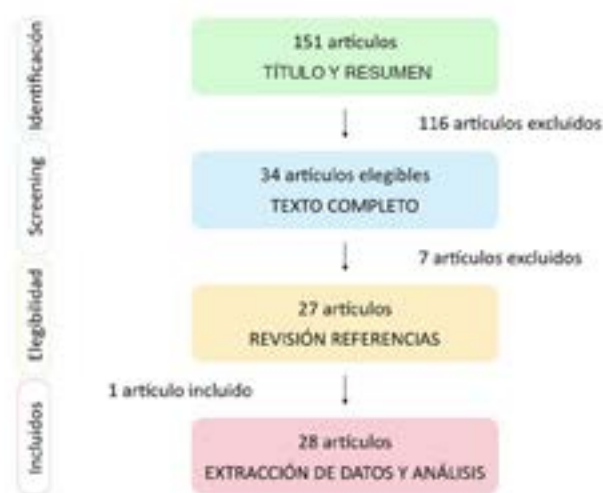 Identificación
151 artículos
TÍTULO Y RESUMEN
116 artículos excluidos
Screening
34 artículos elegibles
TEXTO COMPLETO
7 artículos excluidos
Elegibilidad
27 artículos
REVISIÓN REFERENCIAS
1 artículo incluido
Incluidos
28 artículos
EXTRACCIÓN DE DATOS Y ANÁLISIS